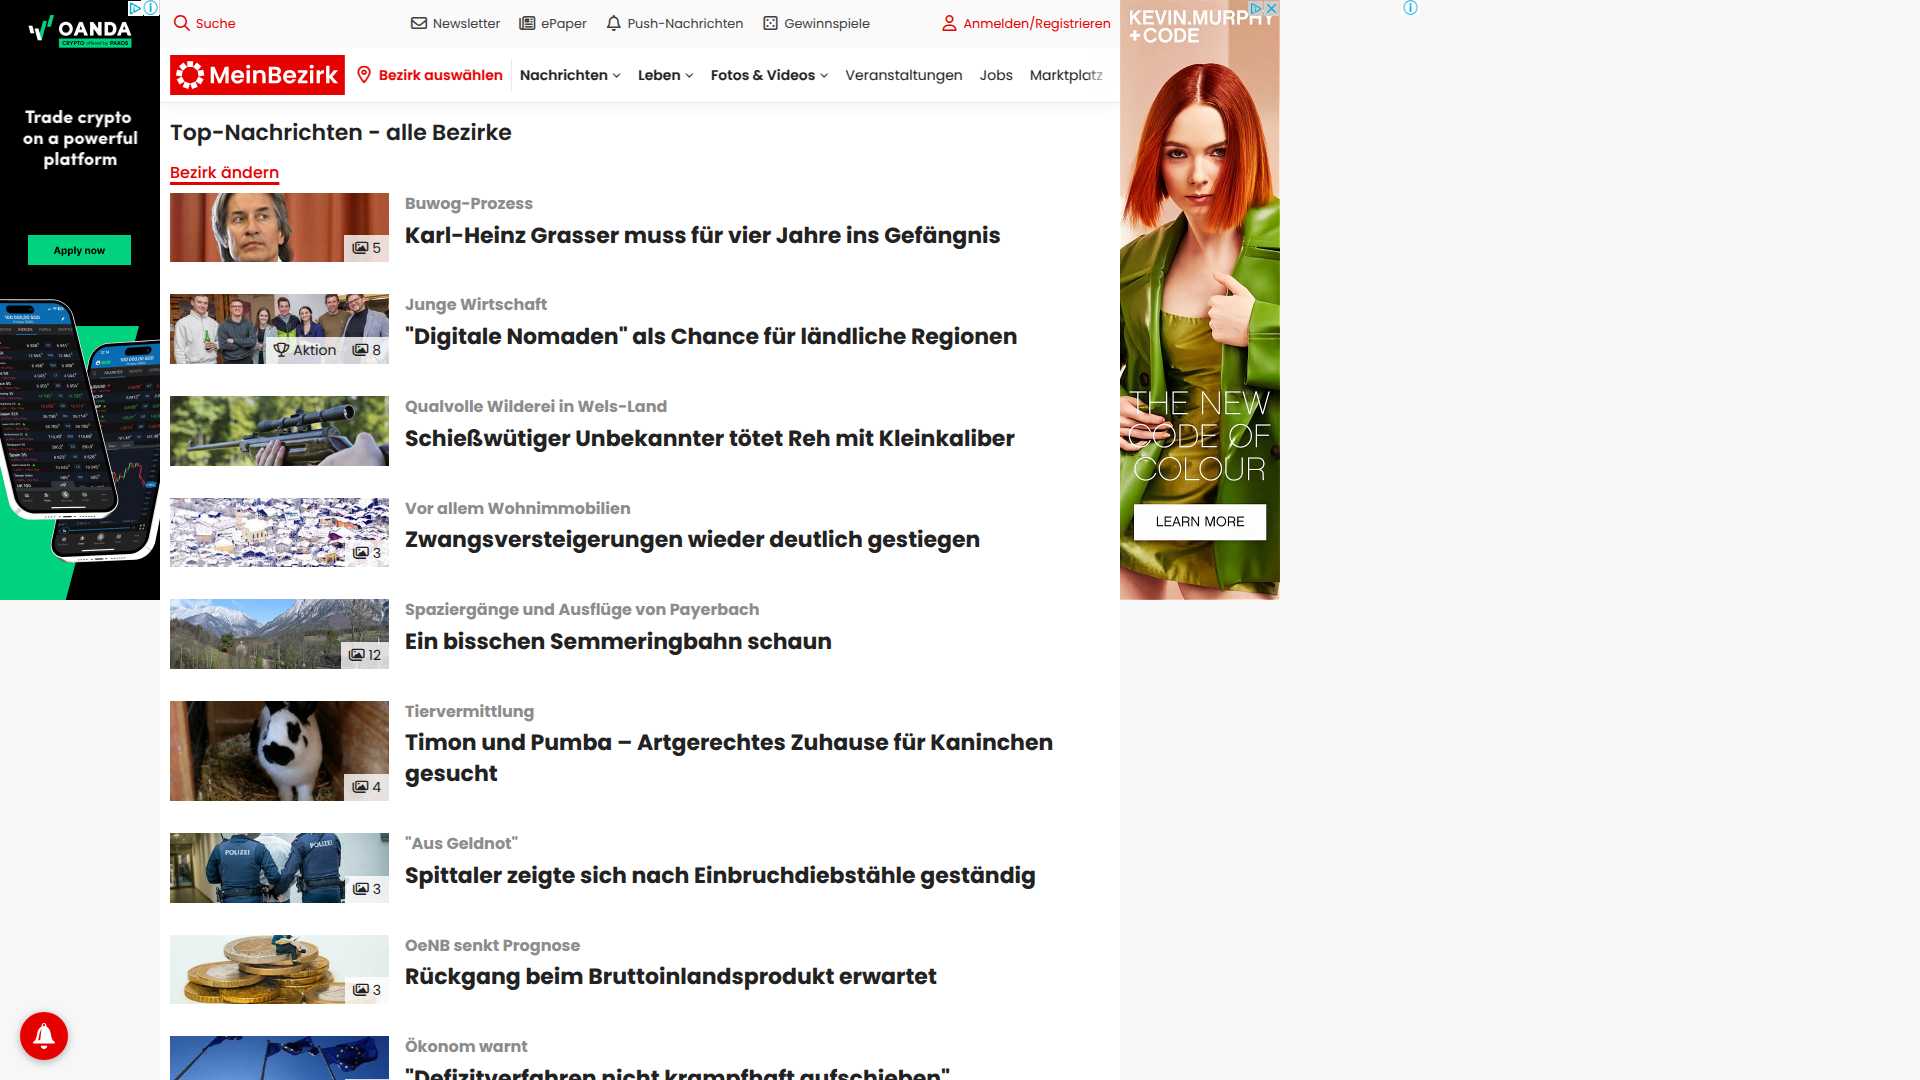 Suche
Newsletter
ePaper
Push-Nachrichten
Gewinnspiele
Anmelden/Registrieren
MeinBezirk
Bezirk auswählen
Nachrichten
Leben
Fotos & Videos
Veranstaltungen
Jobs
Marktplatz
OANDA
CRYPTO offered by PAXOS
Trade crypto
on a powerful
platform
Apply now
Top-Nachrichten - alle Bezirke
Bezirk ändern
5
Buwog-Prozess
Karl-Heinz Grasser muss für vier Jahre ins Gefängnis
Aktion 8
Junge Wirtschaft
"Digitale Nomaden" als Chance für ländliche Regionen
Qualvolle Wilderei in Wels-Land
Schießwütiger Unbekannter tötet Reh mit Kleinkaliber
3
Vor allem Wohnimmobilien
Zwangsversteigerungen wieder deutlich gestiegen
12
Spaziergänge und Ausflüge von Payerbach
Ein bisschen Semmeringbahn schaun
4
Tiervermittlung
Timon und Pumba – Artgerechtes Zuhause für Kaninchen
gesucht
POLIZEI
POLIZEI
3
"Aus Geldnot"
Spittaler zeigte sich nach Einbruchdiebstähle geständig
3
OeNB senkt Prognose
Rückgang beim Bruttoinlandsprodukt erwartet
Ökonom warnt
"Defizitverfahren nicht krampfhaft aufschieben"
KEVIN.MURPHY
+CODE
THE NEW
CODE OF
COLOUR
LEARN MORE